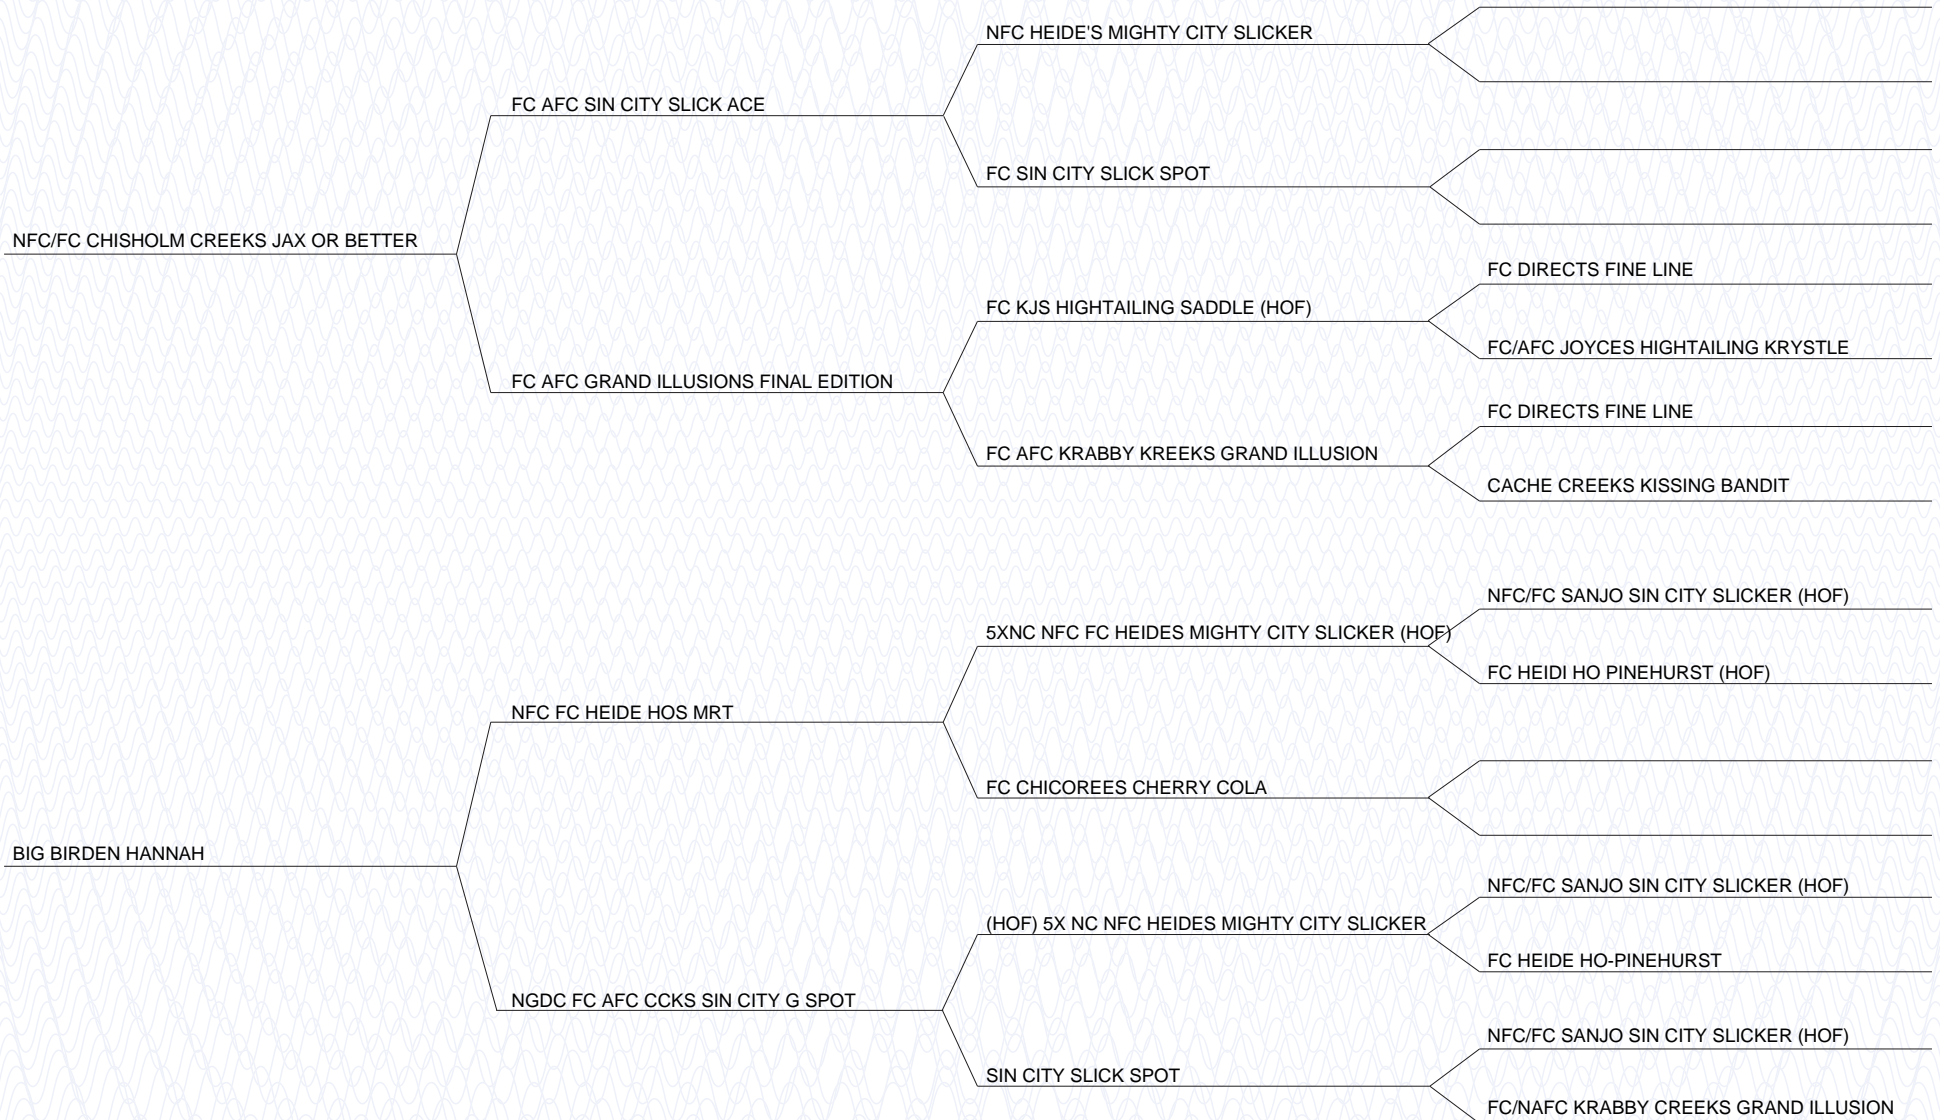 NFC HEIDE'S MIGHTY CITY SLICKER
FC AFC SIN CITY SLICK ACE
FC SIN CITY SLICK SPOT
NFC/FC CHISHOLM CREEKS JAX OR BETTER
FC DIRECTS FINE LINE
FC KJS HIGHTAILING SADDLE (HOF)
FC/AFC JOYCES HIGHTAILING KRYSTLE
FC AFC GRAND ILLUSIONS FINAL EDITION
FC DIRECTS FINE LINE
FC AFC KRABBY KREEKS GRAND ILLUSION
CACHE CREEKS KISSING BANDIT
NFC/FC SANJO SIN CITY SLICKER (HOF)
5XNC NFC FC HEIDES MIGHTY CITY SLICKER (HOF)
FC HEIDI HO PINEHURST (HOF)
NFC FC HEIDE HOS MRT
FC CHICOREES CHERRY COLA
BIG BIRDEN HANNAH
NFC/FC SANJO SIN CITY SLICKER (HOF)
(HOF) 5X NC NFC HEIDES MIGHTY CITY SLICKER
FC HEIDE HO-PINEHURST
NGDC FC AFC CCKS SIN CITY G SPOT
NFC/FC SANJO SIN CITY SLICKER (HOF)
SIN CITY SLICK SPOT
FC/NAFC KRABBY CREEKS GRAND ILLUSION